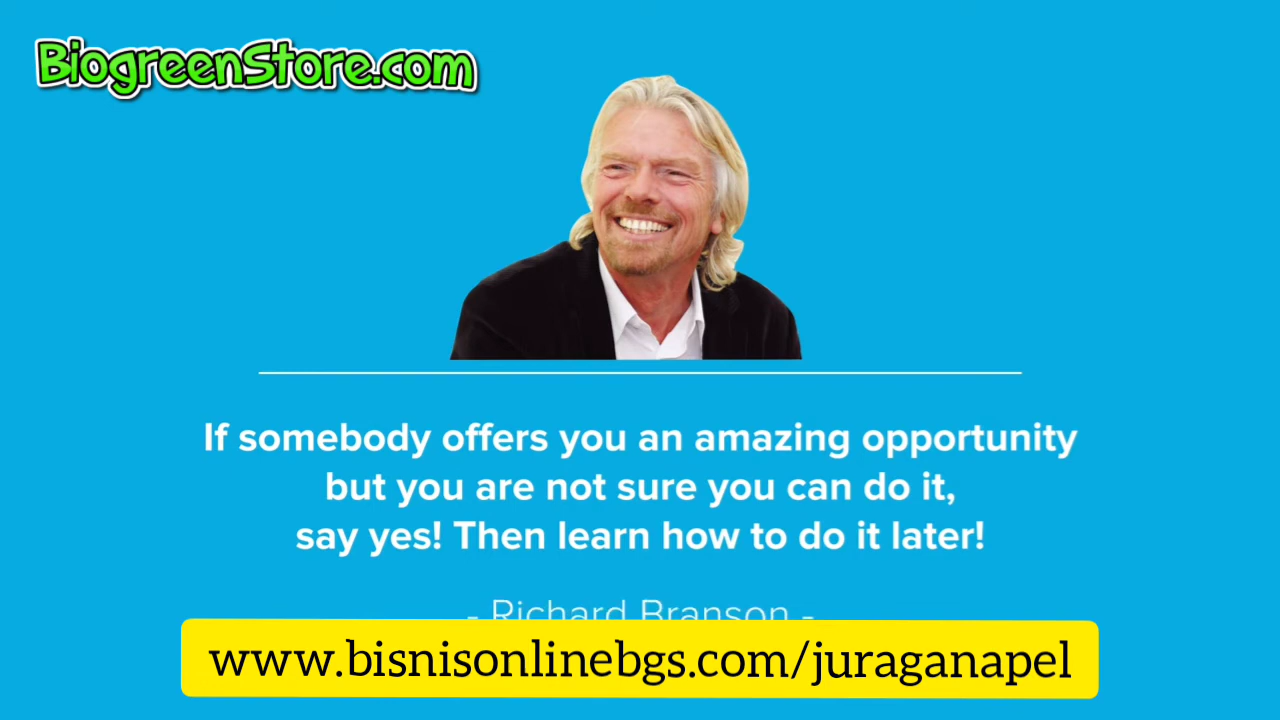 BiogreenStore.com
If somebody offers you an amazing opportunity
but you are not sure you can do it,
say yes! Then learn how to do it later!
- Richard Branson -
www.bisnisonlinebgs.com/juraganapel